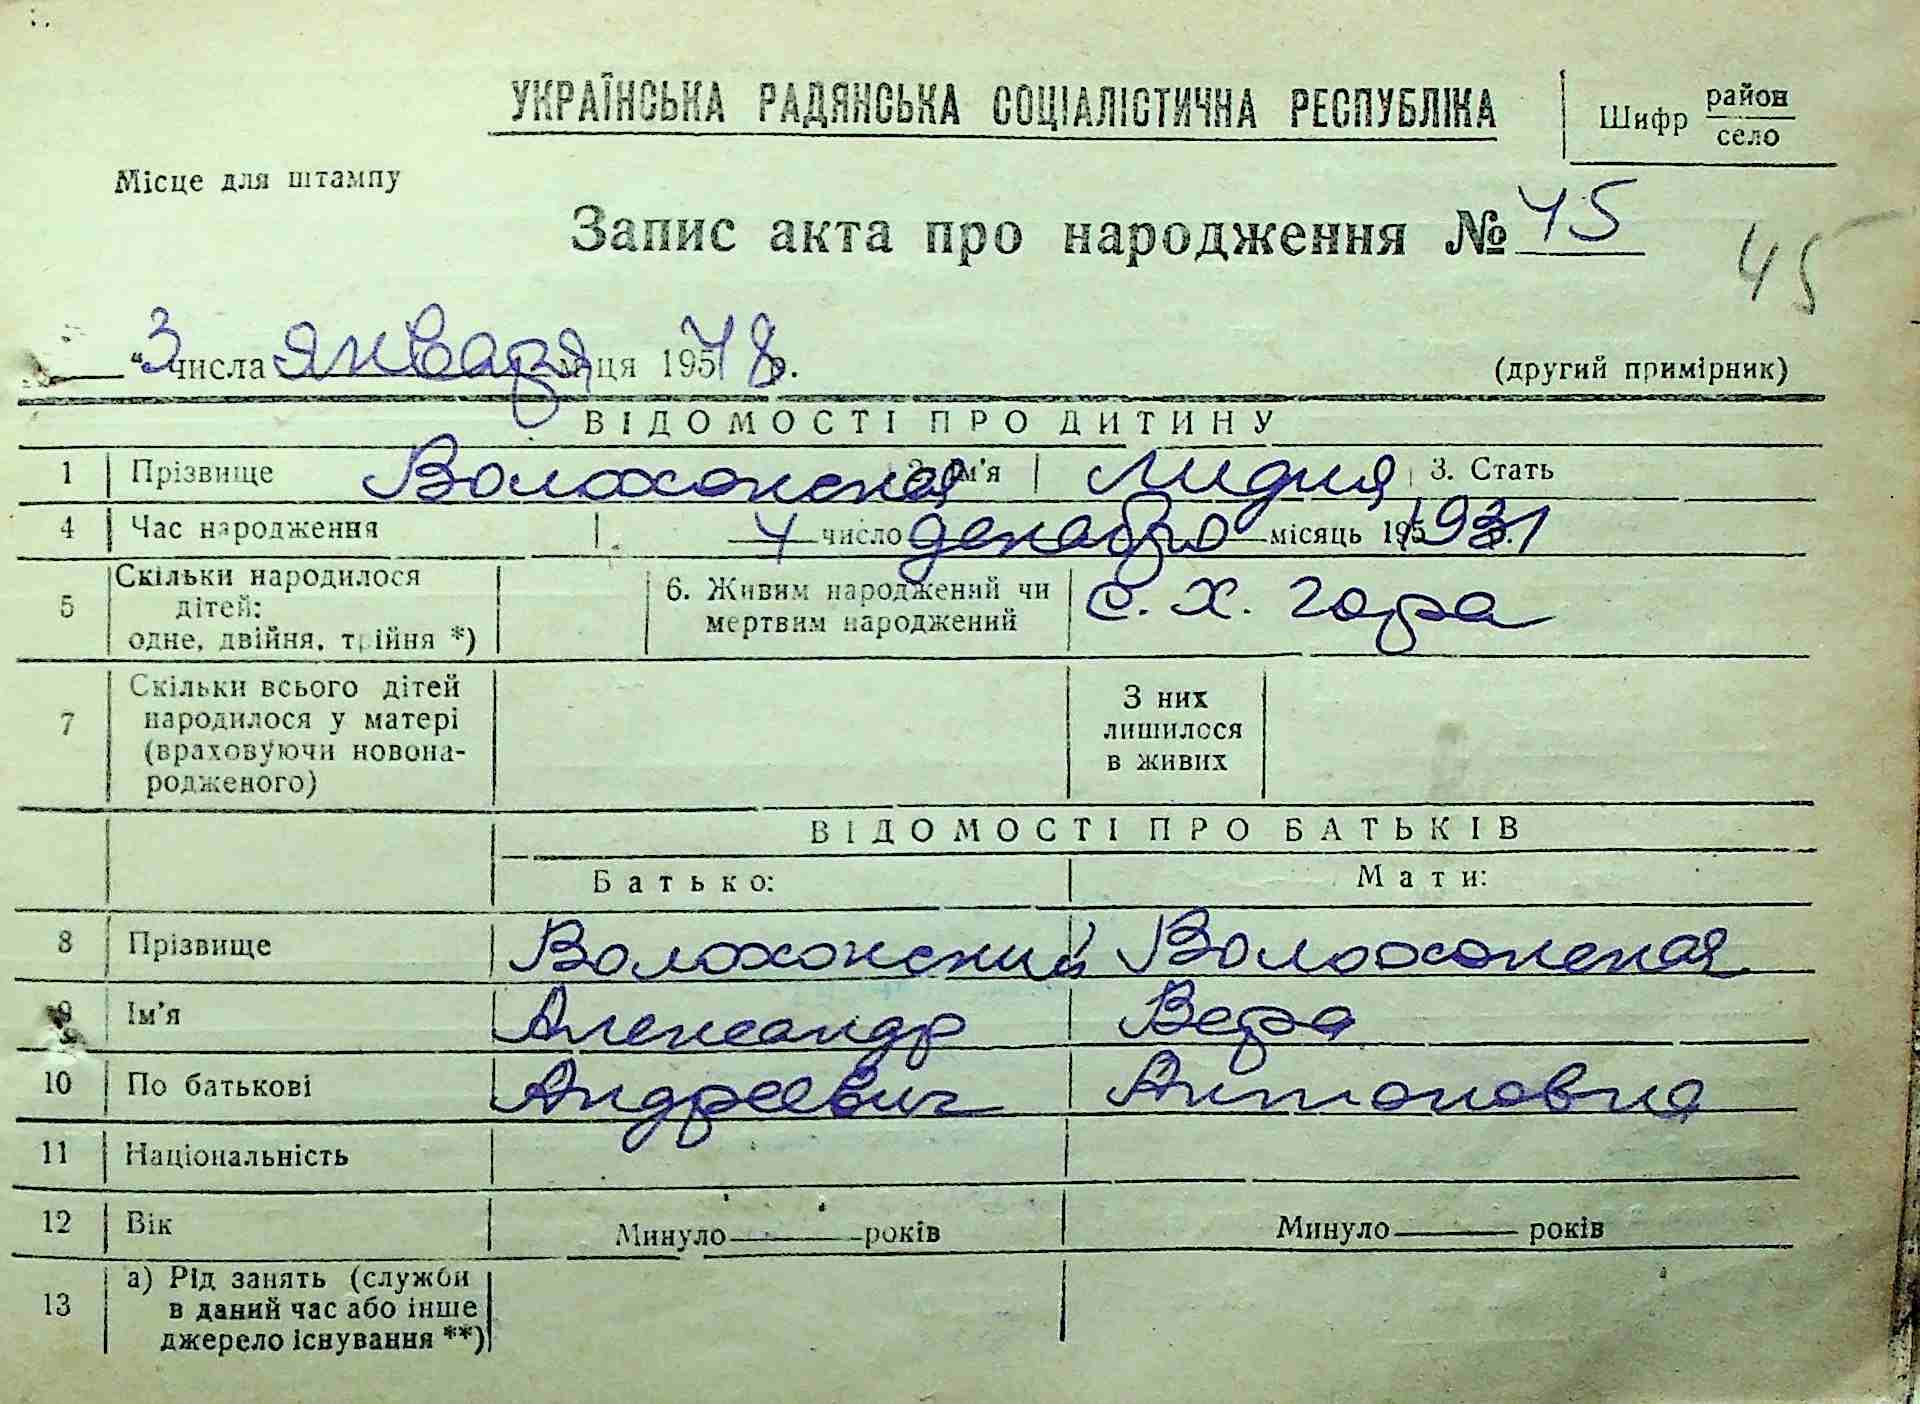 УКРАЇНСЬКА РАДЯНСЬКА СОЦІАЛІСТИЧНА РЕСПУБЛІКА
Шифр район
село
Місце для штампу
Запис акта про народження № 45
45
"3 числа января м-ця 195 48 р.
(другий примірник)
ВІДОМОСТІ ПРО ДИТИНУ
1 Прізвище Волохонская 2. Ім'я Лидия 3. Стать
4 Час народження 4 число декабря місяць 195 1931
5 Скільки народилося дітей: одне, двійня, трійня *) 6. Живим народжений чи мертвим народжений с. Х. гора
7 Скільки всього дітей народилося у матері (враховуючи новонародженого) З них лишилося в живих
ВІДОМОСТІ ПРО БАТЬКІВ
Батько: Мати:
8 Прізвище Волохонский Волохонская
9 Ім'я Александр Вера
10 По батькові Андреевич Антоновна
11 Національність
12 Вік Минуло років Минуло років
13 а) Рід занять (служби в даний час або інше джерело існування **)